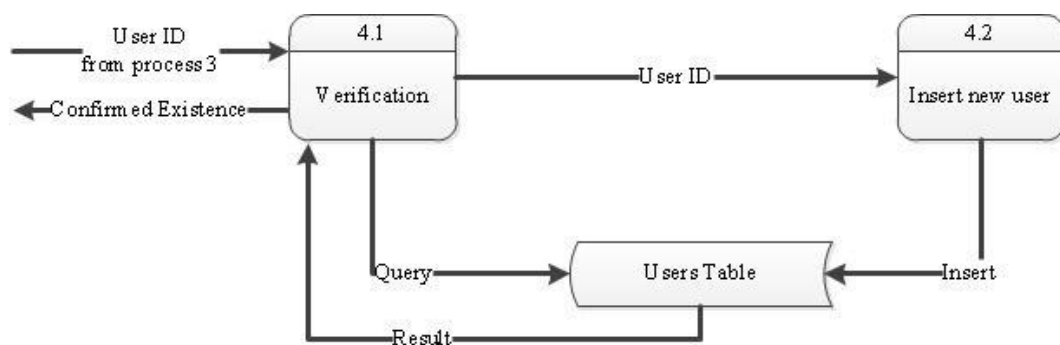 User ID
from process 3
4.1
Verification
Confirmed Existence
User ID
4.2
Insert new user
Query
Users Table
Insert
Result